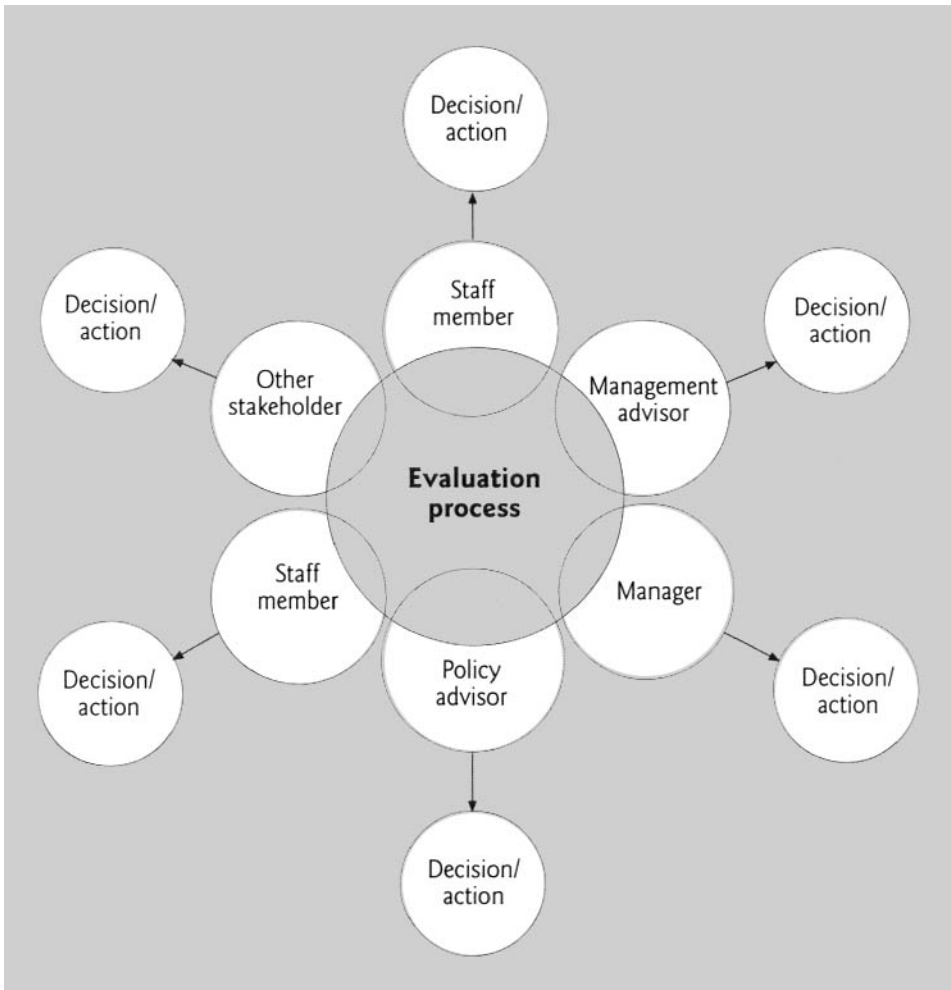 Decision/
action
Staff
member
Decision/
action
Decision/
action
Other
stakeholder
Management
advisor
Evaluation
process
Staff
member
Manager
Policy
advisor
Decision/
action
Decision/
action
Decision/
action